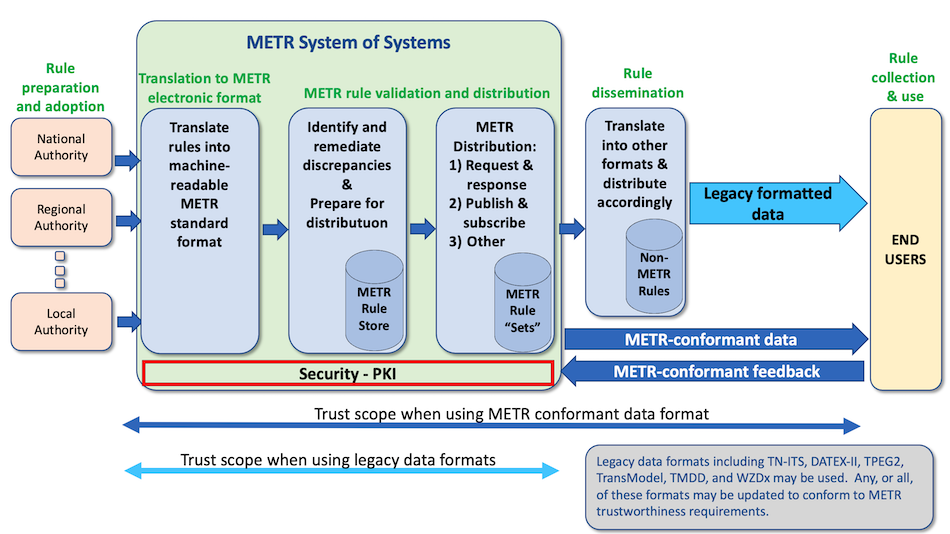 METR System of Systems
Rule
preparation
and adoption
Translation to METR
electronic format
METR rule validation and distribution
Rule
dissemination
Rule
collection
& use
National
Authority
Regional
Authority
Local
Authority
Translate
rules into
machine-
readable
METR
standard
format
Identify and
remediate
discrepancies
&
Prepare for
distributuon
METR
Rule
Store
METR
Distribution:
1) Request &
response
2) Publish &
subscribe
3) Other
METR
Rule
“Sets”
Translate
into other
formats &
distribute
accordingly
Non-
METR
Rules
Legacy formatted
data
END
USERS
METR-conformant data
METR-conformant feedback
Security - PKI
Trust scope when using METR conformant data format
Trust scope when using legacy data formats
Legacy data formats including TN-ITS, DATEX-II, TPEG2,
TransModel, TMDD, and WZDx may be used. Any, or all,
of these formats may be updated to conform to METR
trustworthiness requirements.